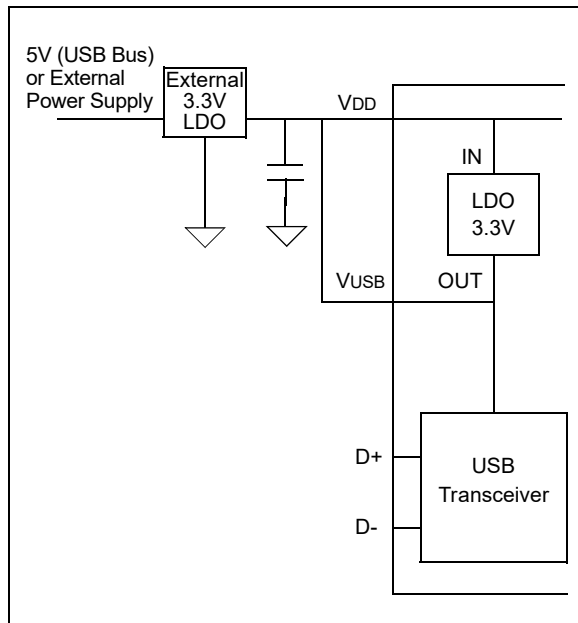 5V (USB Bus)
or External
Power Supply
External
3.3V
LDO
VDD
IN
LDO
3.3V
VUSB
OUT
D+
USB
Transceiver
D-